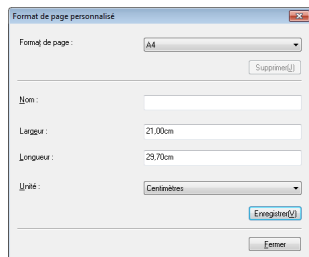 Format de page personnalisé
Format de page : A4
Supprimer(J)
Nom :
Largeur : 21,00cm
Longueur : 29,70cm
Unité : Centimètres
Enregistrer(V)
Fermer